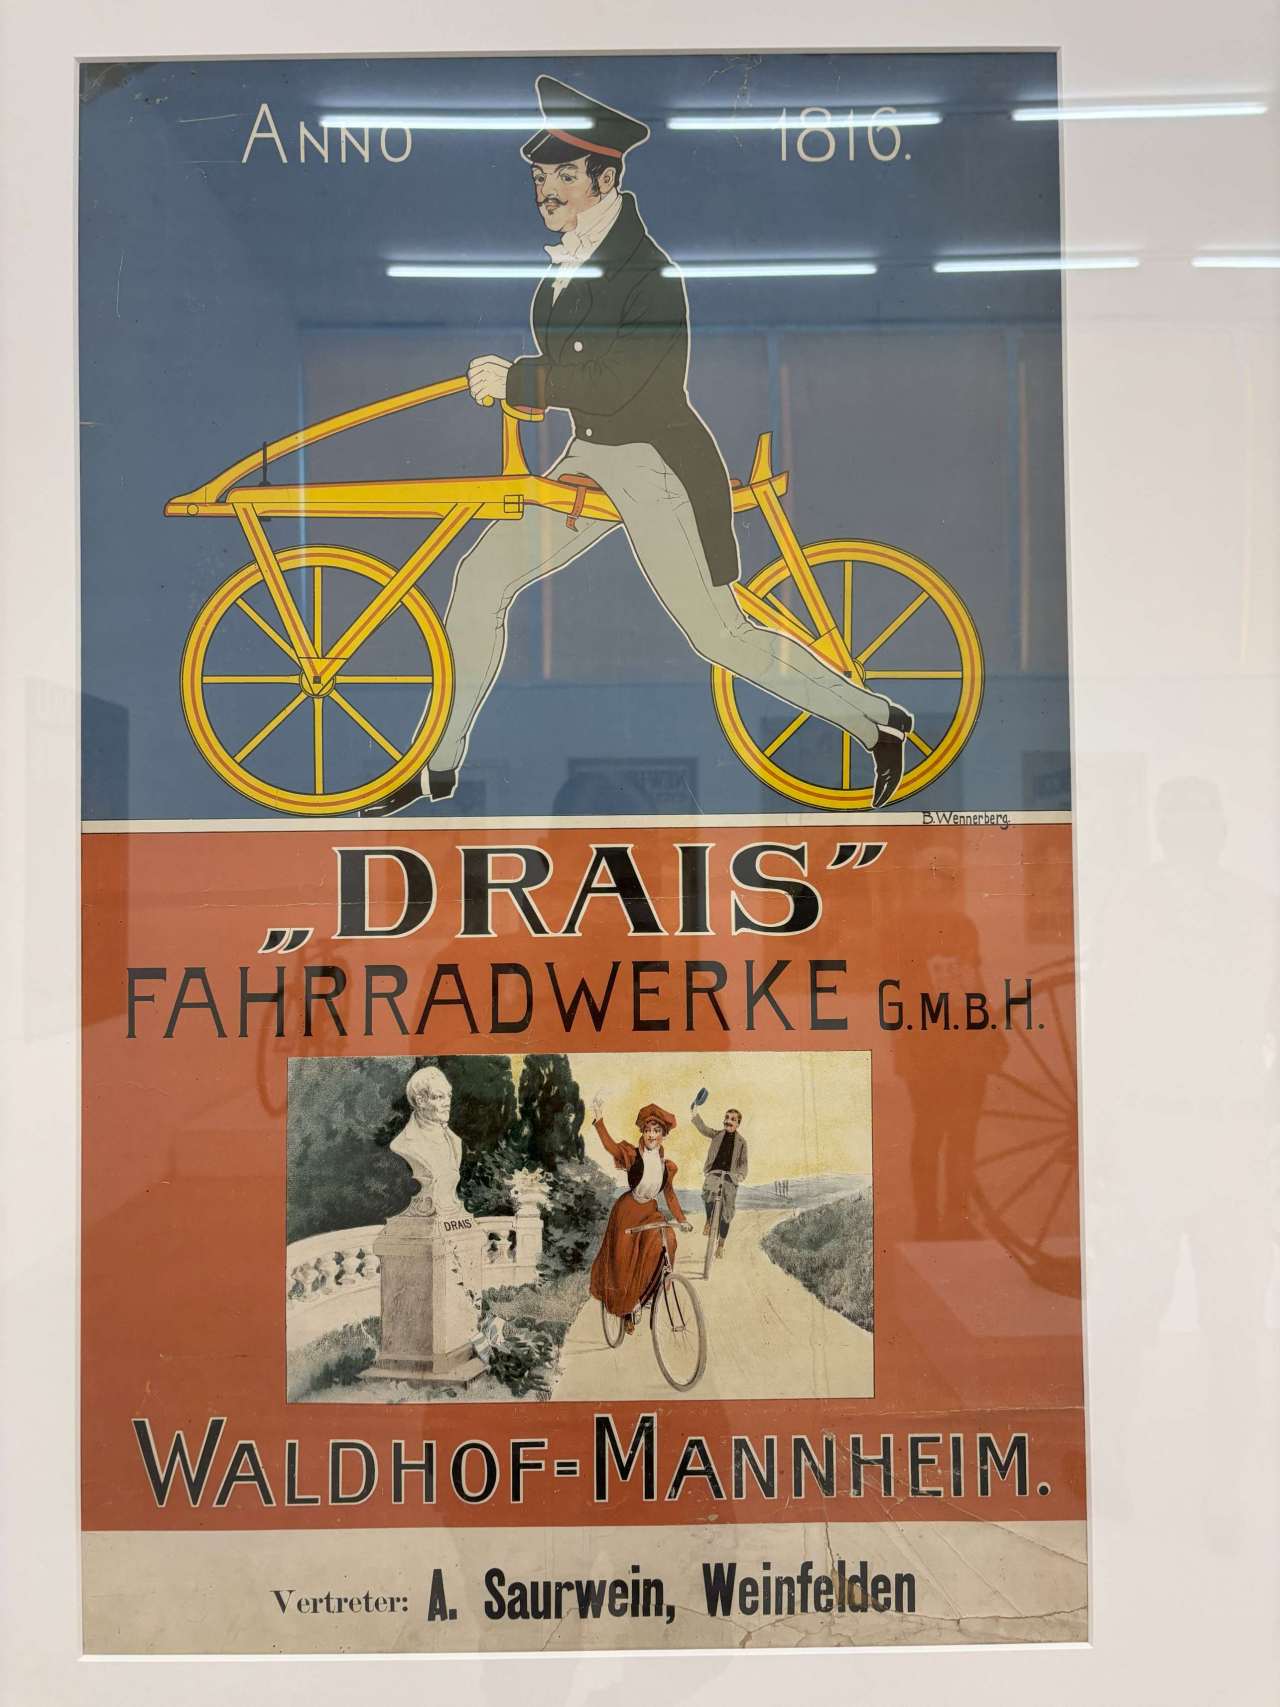 ANNO 1816.
B. Wennerberg.
„DRAIS”
FAHRRADWERKE G.M.B.H.
DRAIS
WALDHOF=MANNHEIM.
Vertreter: A. Saurwein, Weinfelden